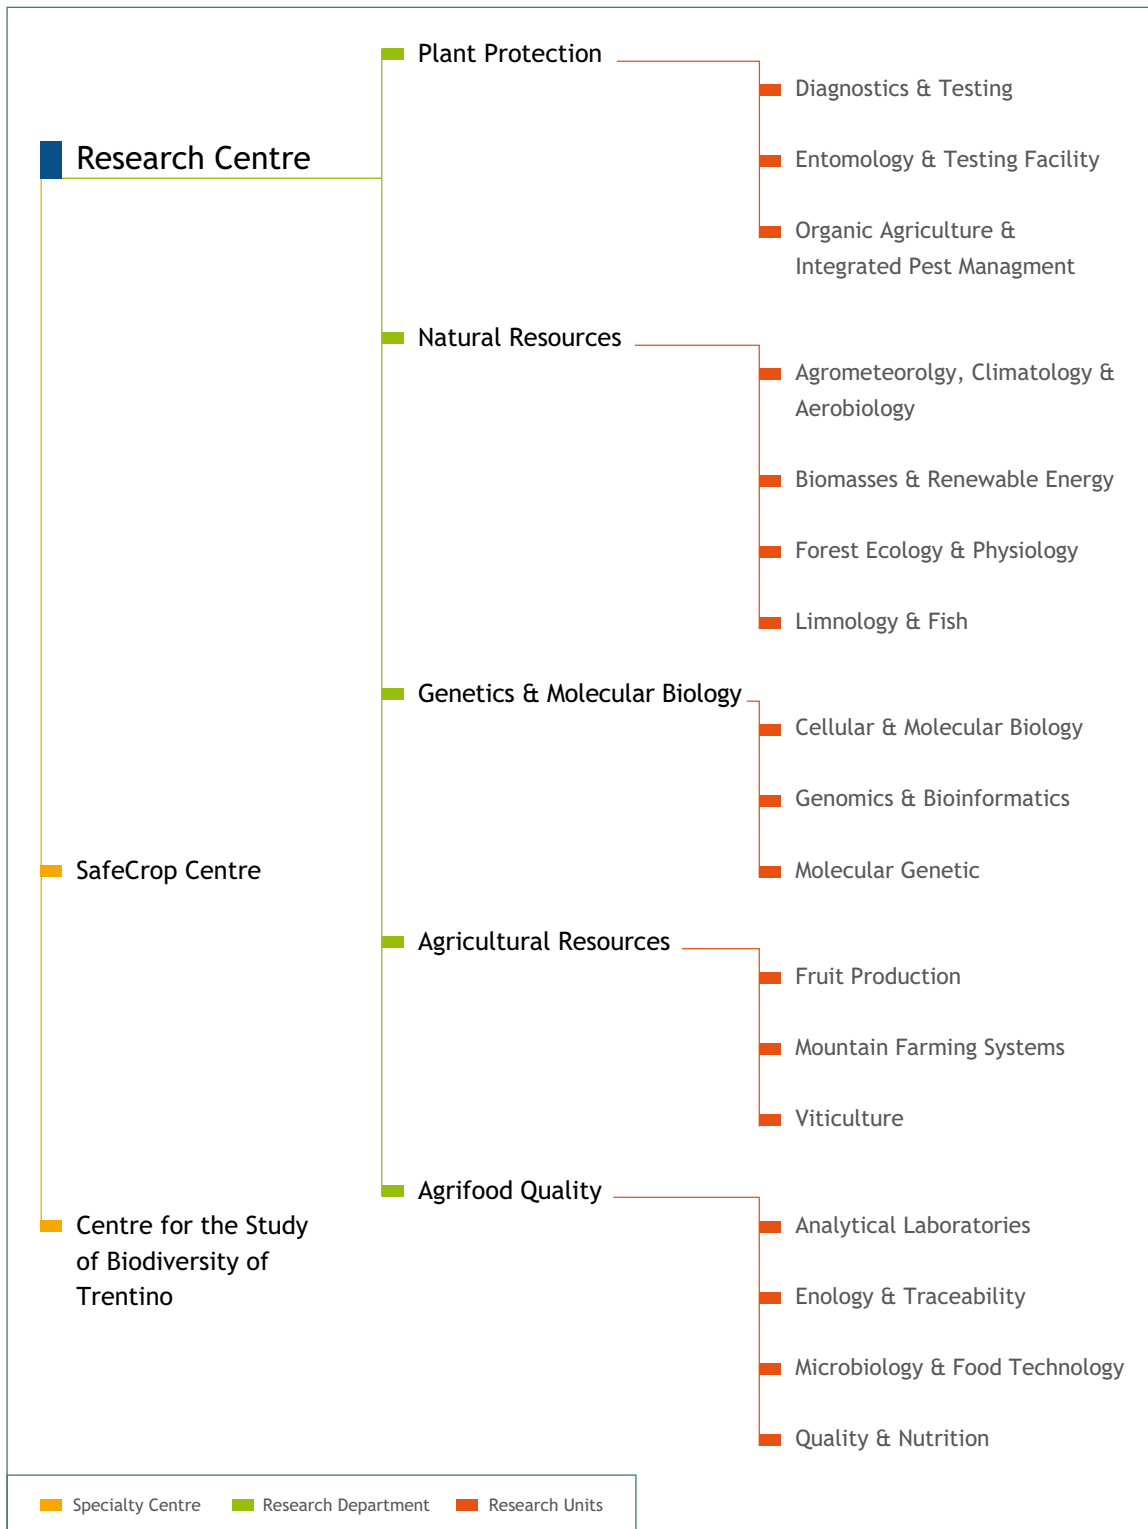 Research Centre
SafeCrop Centre
Centre for the Study
of Biodiversity of
Trentino
Plant Protection
Diagnostics & Testing
Entomology & Testing Facility
Organic Agriculture &
Integrated Pest Managment
Natural Resources
Agrometeorolgy, Climatology &
Aerobiology
Biomasses & Renewable Energy
Forest Ecology & Physiology
Limnology & Fish
Genetics & Molecular Biology
Cellular & Molecular Biology
Genomics & Bioinformatics
Molecular Genetic
Agricultural Resources
Fruit Production
Mountain Farming Systems
Viticulture
Agrifood Quality
Analytical Laboratories
Enology & Traceability
Microbiology & Food Technology
Quality & Nutrition
Specialty Centre
Research Department
Research Units